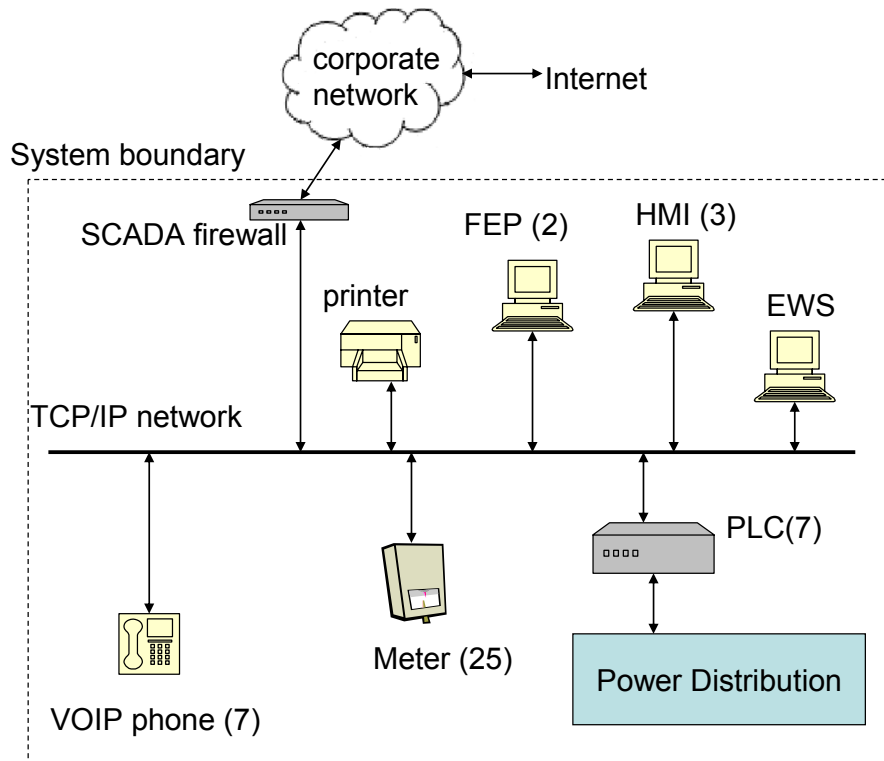 corporate
network
Internet
System boundary
SCADA firewall
FEP (2)
HMI (3)
printer
EWS
TCP/IP network
PLC(7)
Meter (25)
Power Distribution
VOIP phone (7)